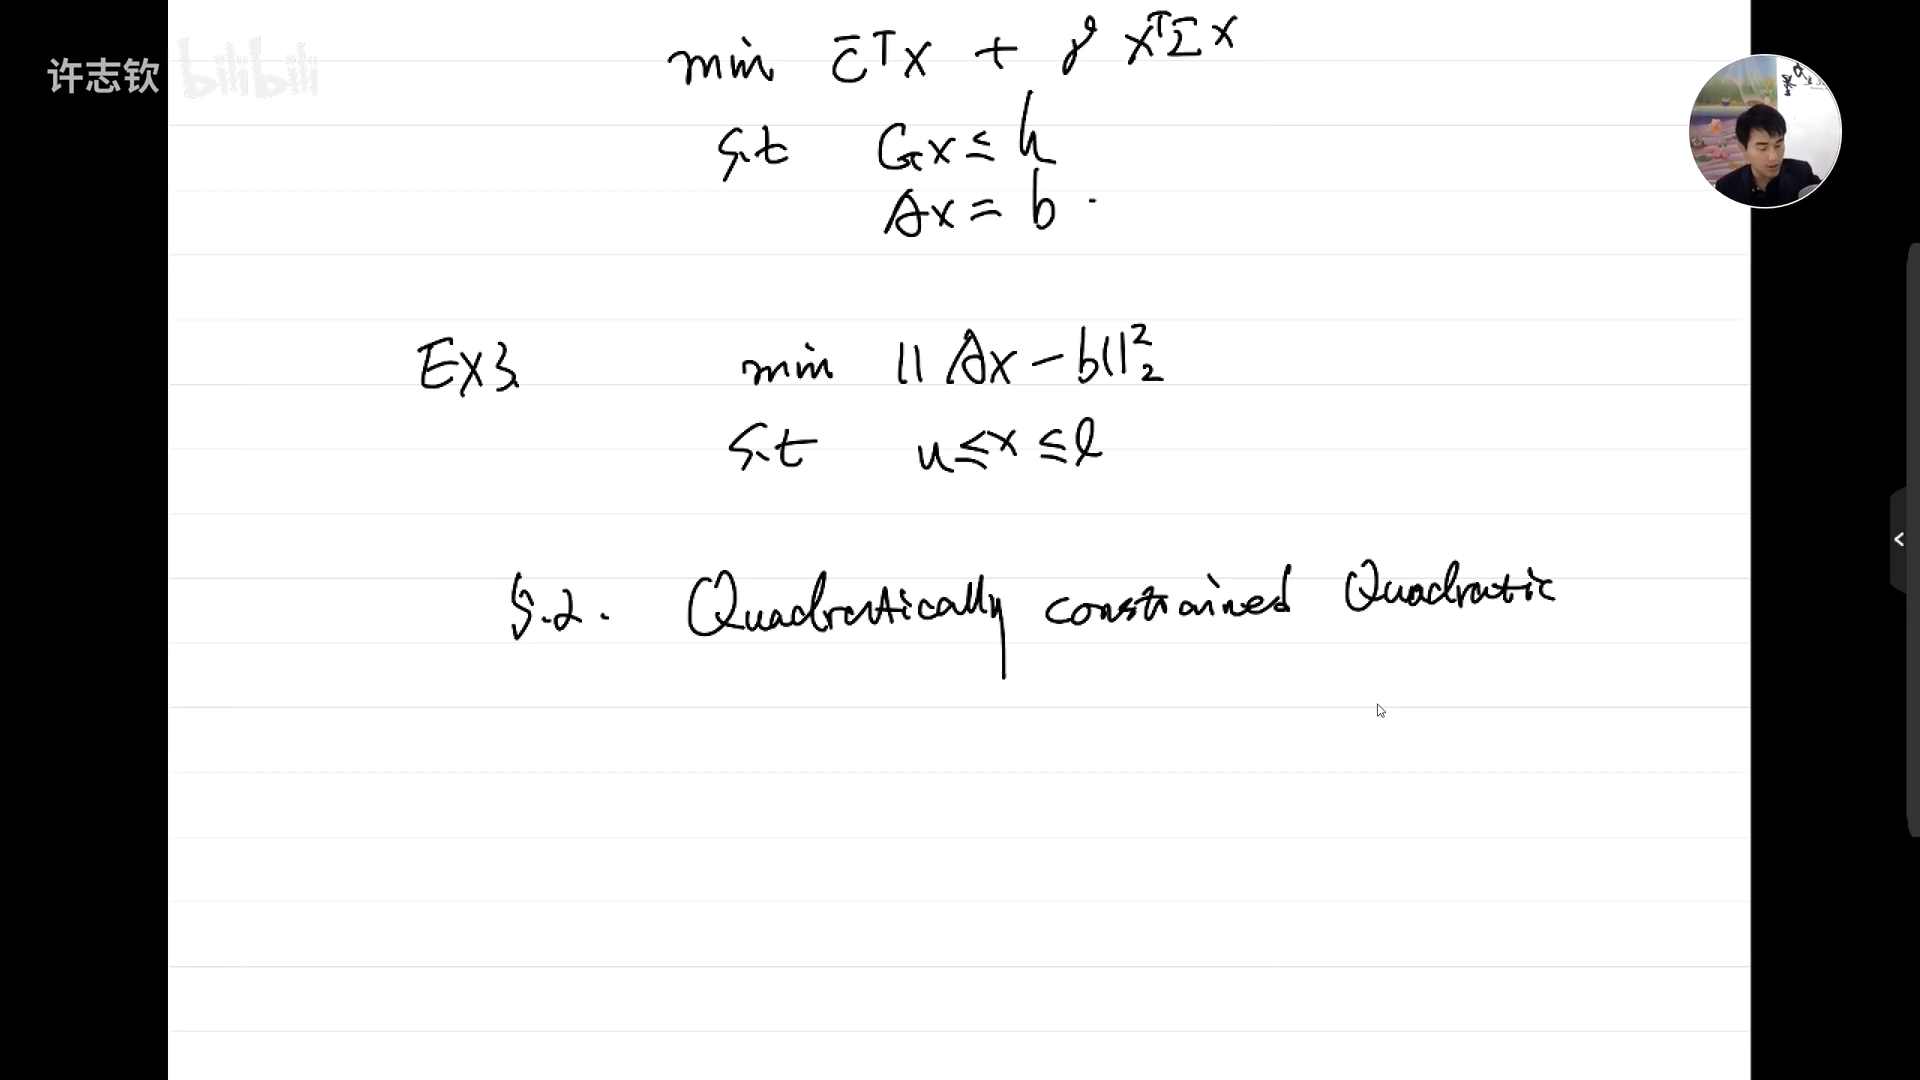 许志钦 bilibili
min c̄ᵀx + γ xᵀΣx
s.t Gx ≤ h
Ax = b .
EX3. min ||Ax - b||₂²
s.t u ≤ x ≤ l
§.2. Quadratically constrained Quadratic